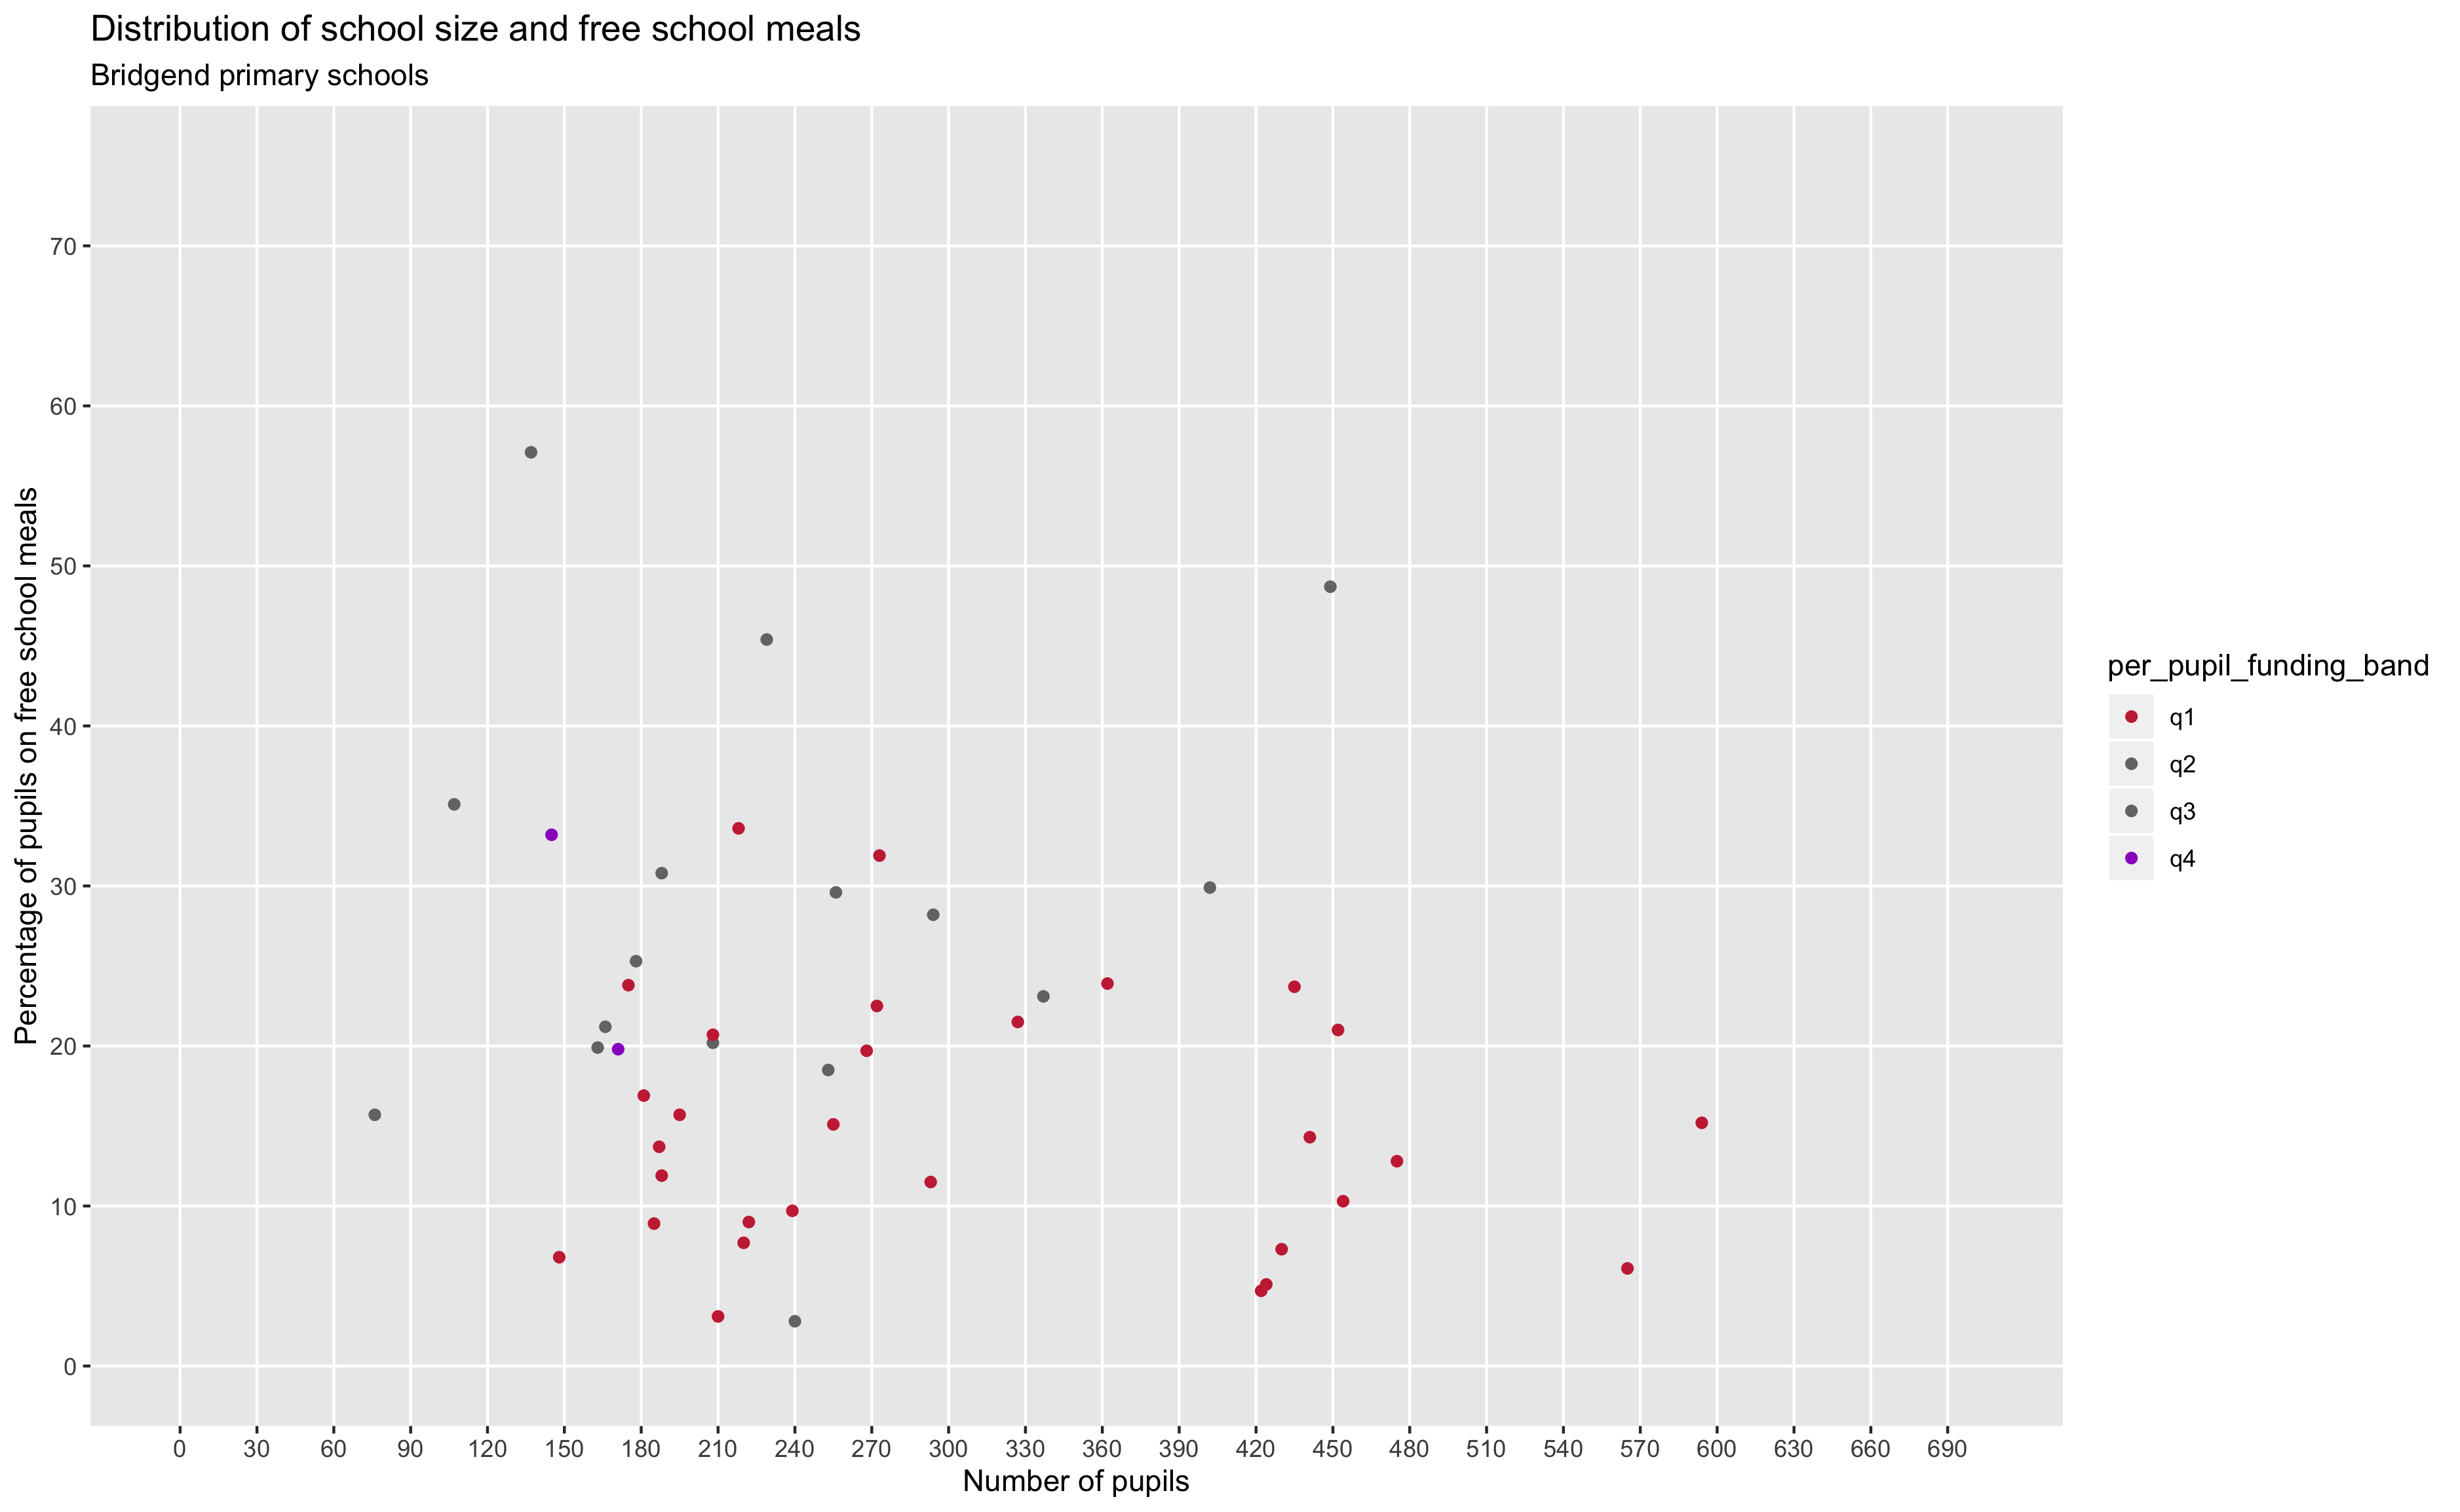 Distribution of school size and free school meals
Bridgend primary schools
Percentage of pupils on free school meals
70
60
50
40
30
20
10
0
0 30 60 90 120 150 180 210 240 270 300 330 360 390 420 450 480 510 540 570 600 630 660 690
Number of pupils
per_pupil_funding_band
q1
q2
q3
q4